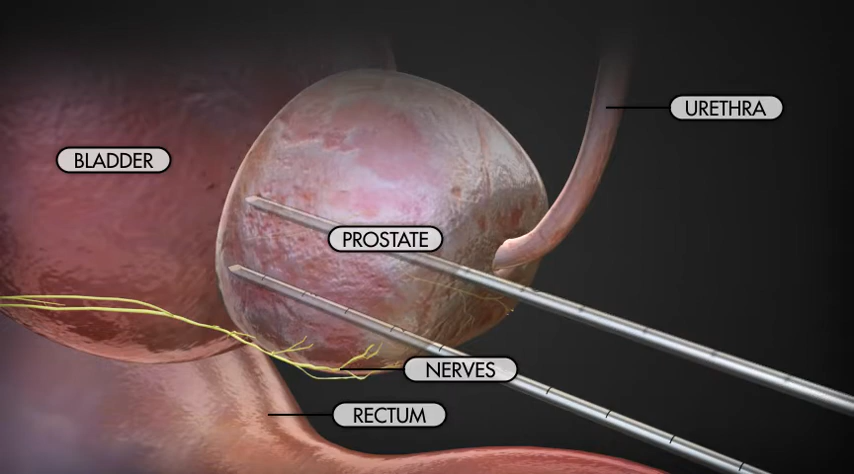 URETHRA
BLADDER
PROSTATE
NERVES
RECTUM